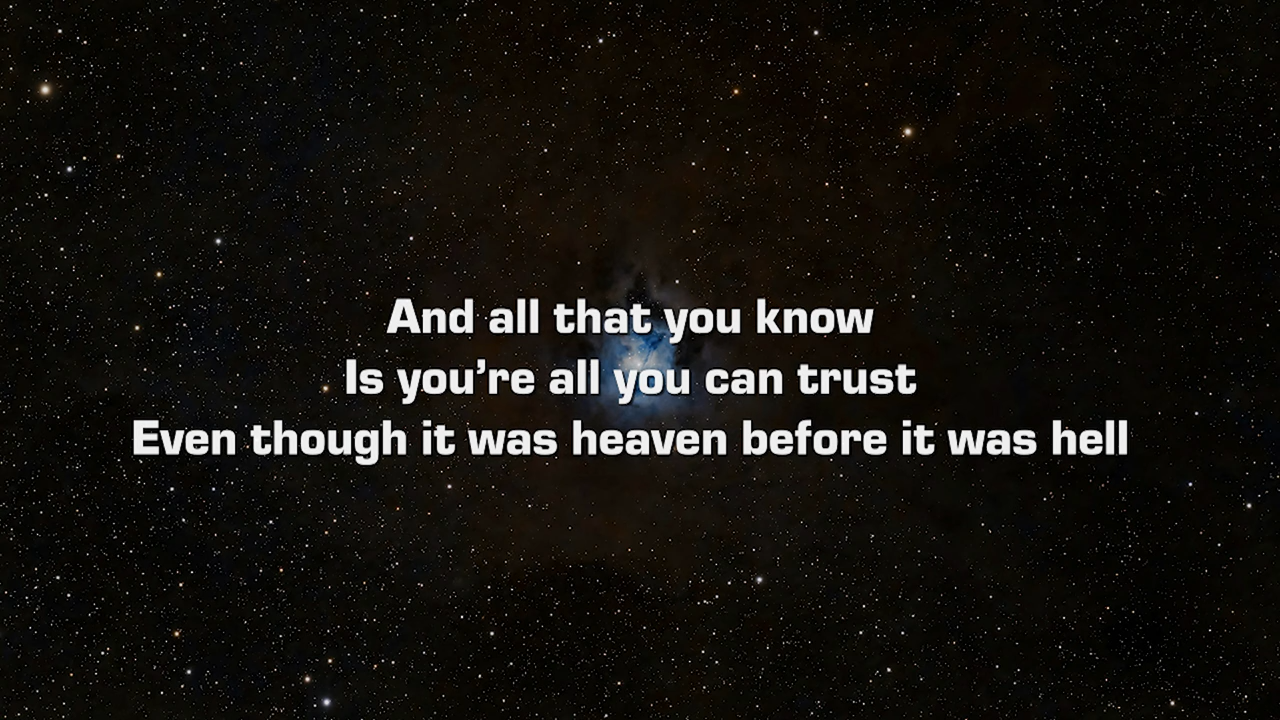 And all that you know
Is you’re all you can trust
Even though it was heaven before it was hell